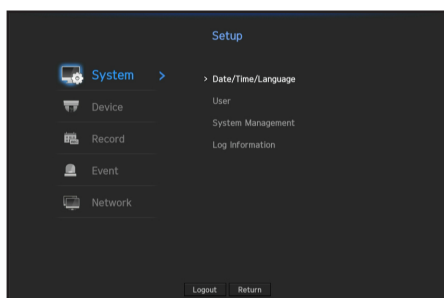 Setup
System >
Device
Record
Event
Network
> Date/Time/Language
User
System Management
Log Information
Logout Return